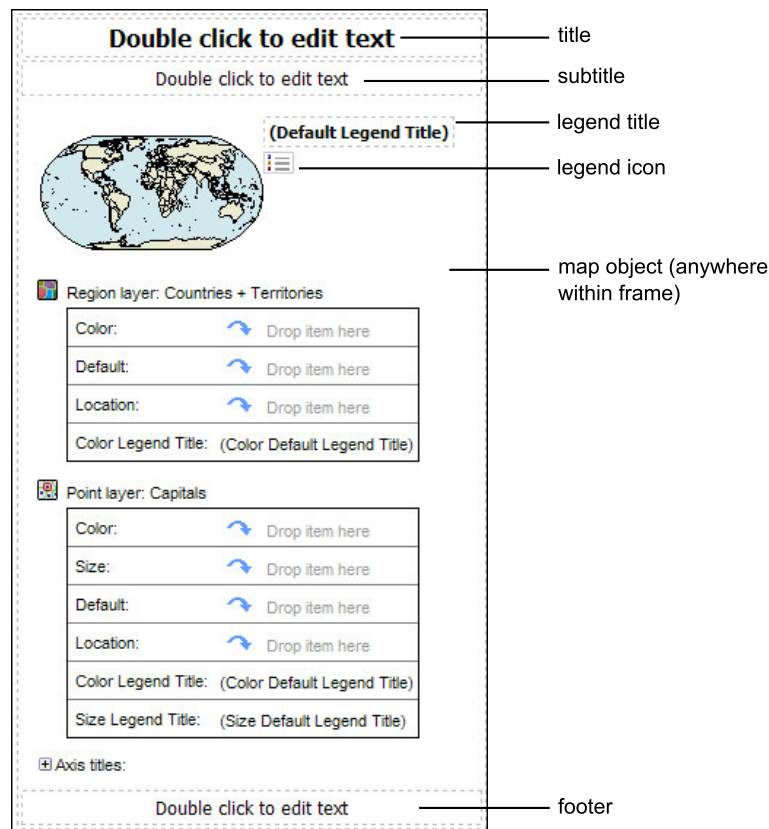 Double click to edit text
title
Double click to edit text
subtitle
(Default Legend Title)
legend title
legend icon
map object (anywhere
within frame)
Region layer: Countries + Territories
Color: Drop item here
Default: Drop item here
Location: Drop item here
Color Legend Title: (Color Default Legend Title)
Point layer: Capitals
Color: Drop item here
Size: Drop item here
Default: Drop item here
Location: Drop item here
Color Legend Title: (Color Default Legend Title)
Size Legend Title: (Size Default Legend Title)
Axis titles:
Double click to edit text
footer